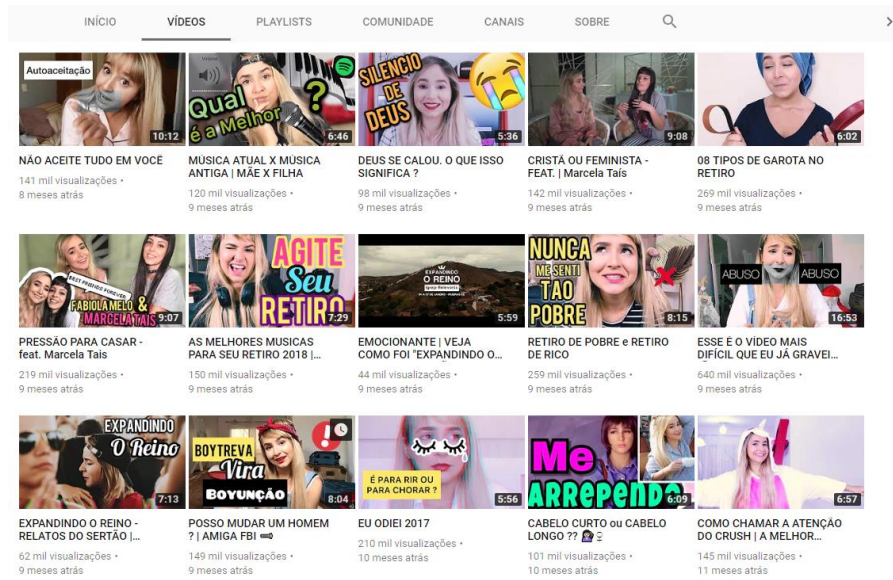 INÍCIO VÍDEOS PLAYLISTS COMUNIDADE CANAIS SOBRE
Autoaceitação
10:12
Qual
é a Melhor
?
6:46
SILENCIO
DE
DEUS
5:36
9:08
6:02
NÃO ACEITE TUDO EM VOCÊ
141 mil visualizações •
8 meses atrás
MÚSICA ATUAL X MÚSICA
ANTIGA | MÃE X FILHA
120 mil visualizações •
9 meses atrás
DEUS SE CALOU. O QUE ISSO
SIGNIFICA ?
98 mil visualizações •
9 meses atrás
CRISTÃ OU FEMINISTA -
FEAT. | Marcela Taís
142 mil visualizações •
9 meses atrás
08 TIPOS DE GAROTA NO
RETIRO
269 mil visualizações •
9 meses atrás
BEST FRIENDS FOREVER
FABIOLA MELO &
MARCELA TAIS
9:07
AGITE
Seu
RETIRO
7:29
EXPANDINDO
O REINO
5:59
NUNCA
ME SENTI
TAO
POBRE
8:15
ABUSO ABUSO
16:53
PRESSÃO PARA CASAR -
feat. Marcela Tais
219 mil visualizações •
9 meses atrás
AS MELHORES MUSICAS
PARA SEU RETIRO 2018 |...
150 mil visualizações •
9 meses atrás
EMOCIONANTE | VEJA
COMO FOI "EXPANDINDO O...
44 mil visualizações •
9 meses atrás
RETIRO DE POBRE e RETIRO
DE RICO
259 mil visualizações •
9 meses atrás
ESSE É O VÍDEO MAIS
DIFÍCIL QUE EU JÁ GRAVEI...
640 mil visualizações •
9 meses atrás
EXPANDINDO
O Reino
7:13
BOYTREVA
Vira
BOYUNÇÃO
8:04
É PARA RIR OU
PARA CHORAR ?
5:56
Me
ARREPENDO
6:09
6:57
EXPANDINDO O REINO -
RELATOS DO SERTÃO |...
62 mil visualizações •
9 meses atrás
POSSO MUDAR UM HOMEM
? | AMIGA FBI
149 mil visualizações •
9 meses atrás
EU ODIEI 2017
210 mil visualizações •
10 meses atrás
CABELO CURTO ou CABELO
LONGO ??
101 mil visualizações •
10 meses atrás
COMO CHAMAR A ATENÇÃO
DO CRUSH | A MELHOR...
145 mil visualizações •
11 meses atrás